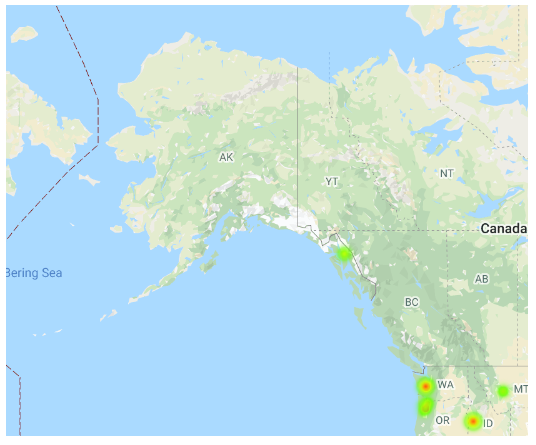 AK
YT
NT
Canada
Bering Sea
AB
BC
WA
MT
OR
ID